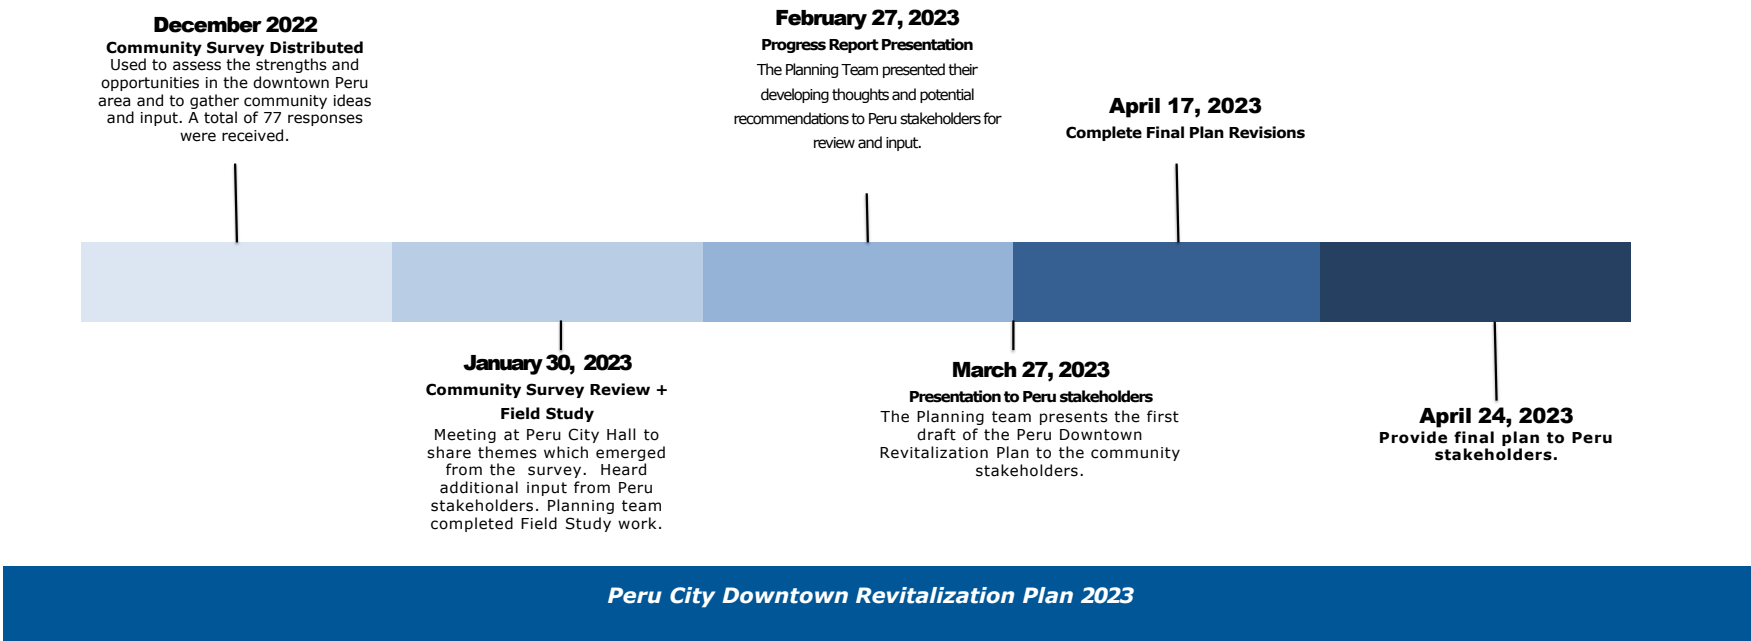 December 2022
Community Survey Distributed
Used to assess the strengths and
opportunities in the downtown Peru
area and to gather community ideas
and input. A total of 77 responses
were received.
February 27, 2023
Progress Report Presentation
The Planning Team presented their
developing thoughts and potential
recommendations to Peru stakeholders for
review and input.
April 17, 2023
Complete Final Plan Revisions
January 30, 2023
Community Survey Review +
Field Study
Meeting at Peru City Hall to
share themes which emerged
from the survey. Heard
additional input from Peru
stakeholders. Planning team
completed Field Study work.
March 27, 2023
Presentation to Peru stakeholders
The Planning team presents the first
draft of the Peru Downtown
Revitalization Plan to the community
stakeholders.
April 24, 2023
Provide final plan to Peru
stakeholders.
Peru City Downtown Revitalization Plan 2023